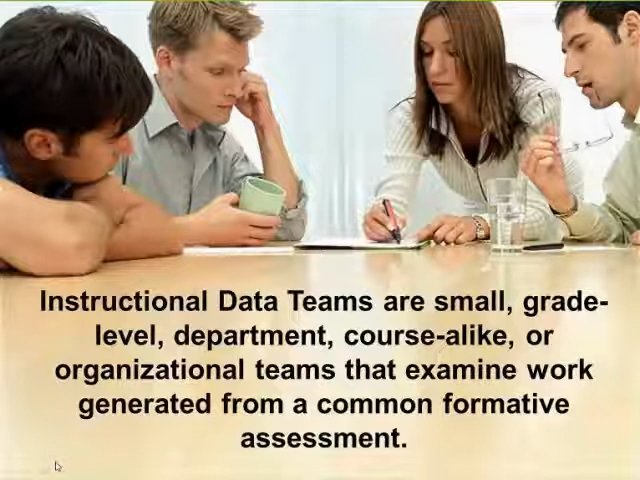 Instructional Data Teams are small, grade-
level, department, course-alike, or
organizational teams that examine work
generated from a common formative
assessment.